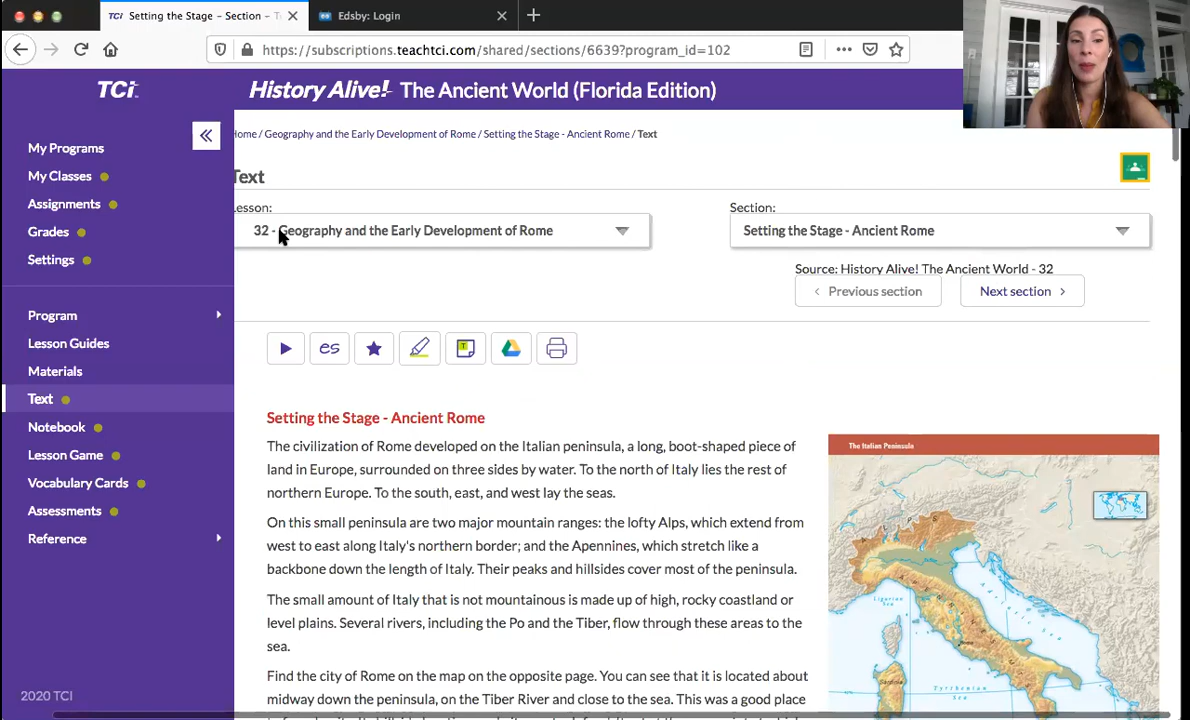 TCi Setting the Stage – Section – T
Edsby: Login
https://subscriptions.teachtci.com/shared/sections/6639?program_id=102
TCi
History Alive! The Ancient World (Florida Edition)
My Programs
My Classes
Assignments
Grades
Settings
Program
Lesson Guides
Materials
Text
Notebook
Lesson Game
Vocabulary Cards
Assessments
Reference
2020 TCI
ome / Geography and the Early Development of Rome / Setting the Stage - Ancient Rome / Text
Text
Lesson:
32 - Geography and the Early Development of Rome
Section:
Setting the Stage - Ancient Rome
Source: History Alive! The Ancient World - 32
Previous section
Next section
es
T
Setting the Stage - Ancient Rome
The civilization of Rome developed on the Italian peninsula, a long, boot-shaped piece of
land in Europe, surrounded on three sides by water. To the north of Italy lies the rest of
northern Europe. To the south, east, and west lay the seas.
On this small peninsula are two major mountain ranges: the lofty Alps, which extend from
west to east along Italy's northern border; and the Apennines, which stretch like a
backbone down the length of Italy. Their peaks and hillsides cover most of the peninsula.
The small amount of Italy that is not mountainous is made up of high, rocky coastland or
level plains. Several rivers, including the Po and the Tiber, flow through these areas to the
sea.
Find the city of Rome on the map on the opposite page. You can see that it is located about
midway down the peninsula, on the Tiber River and close to the sea. This was a good place
The Italian Peninsula
ALPS
Ligurian
Sea
Rome
Sardinia
Tyrrhenian
Sea